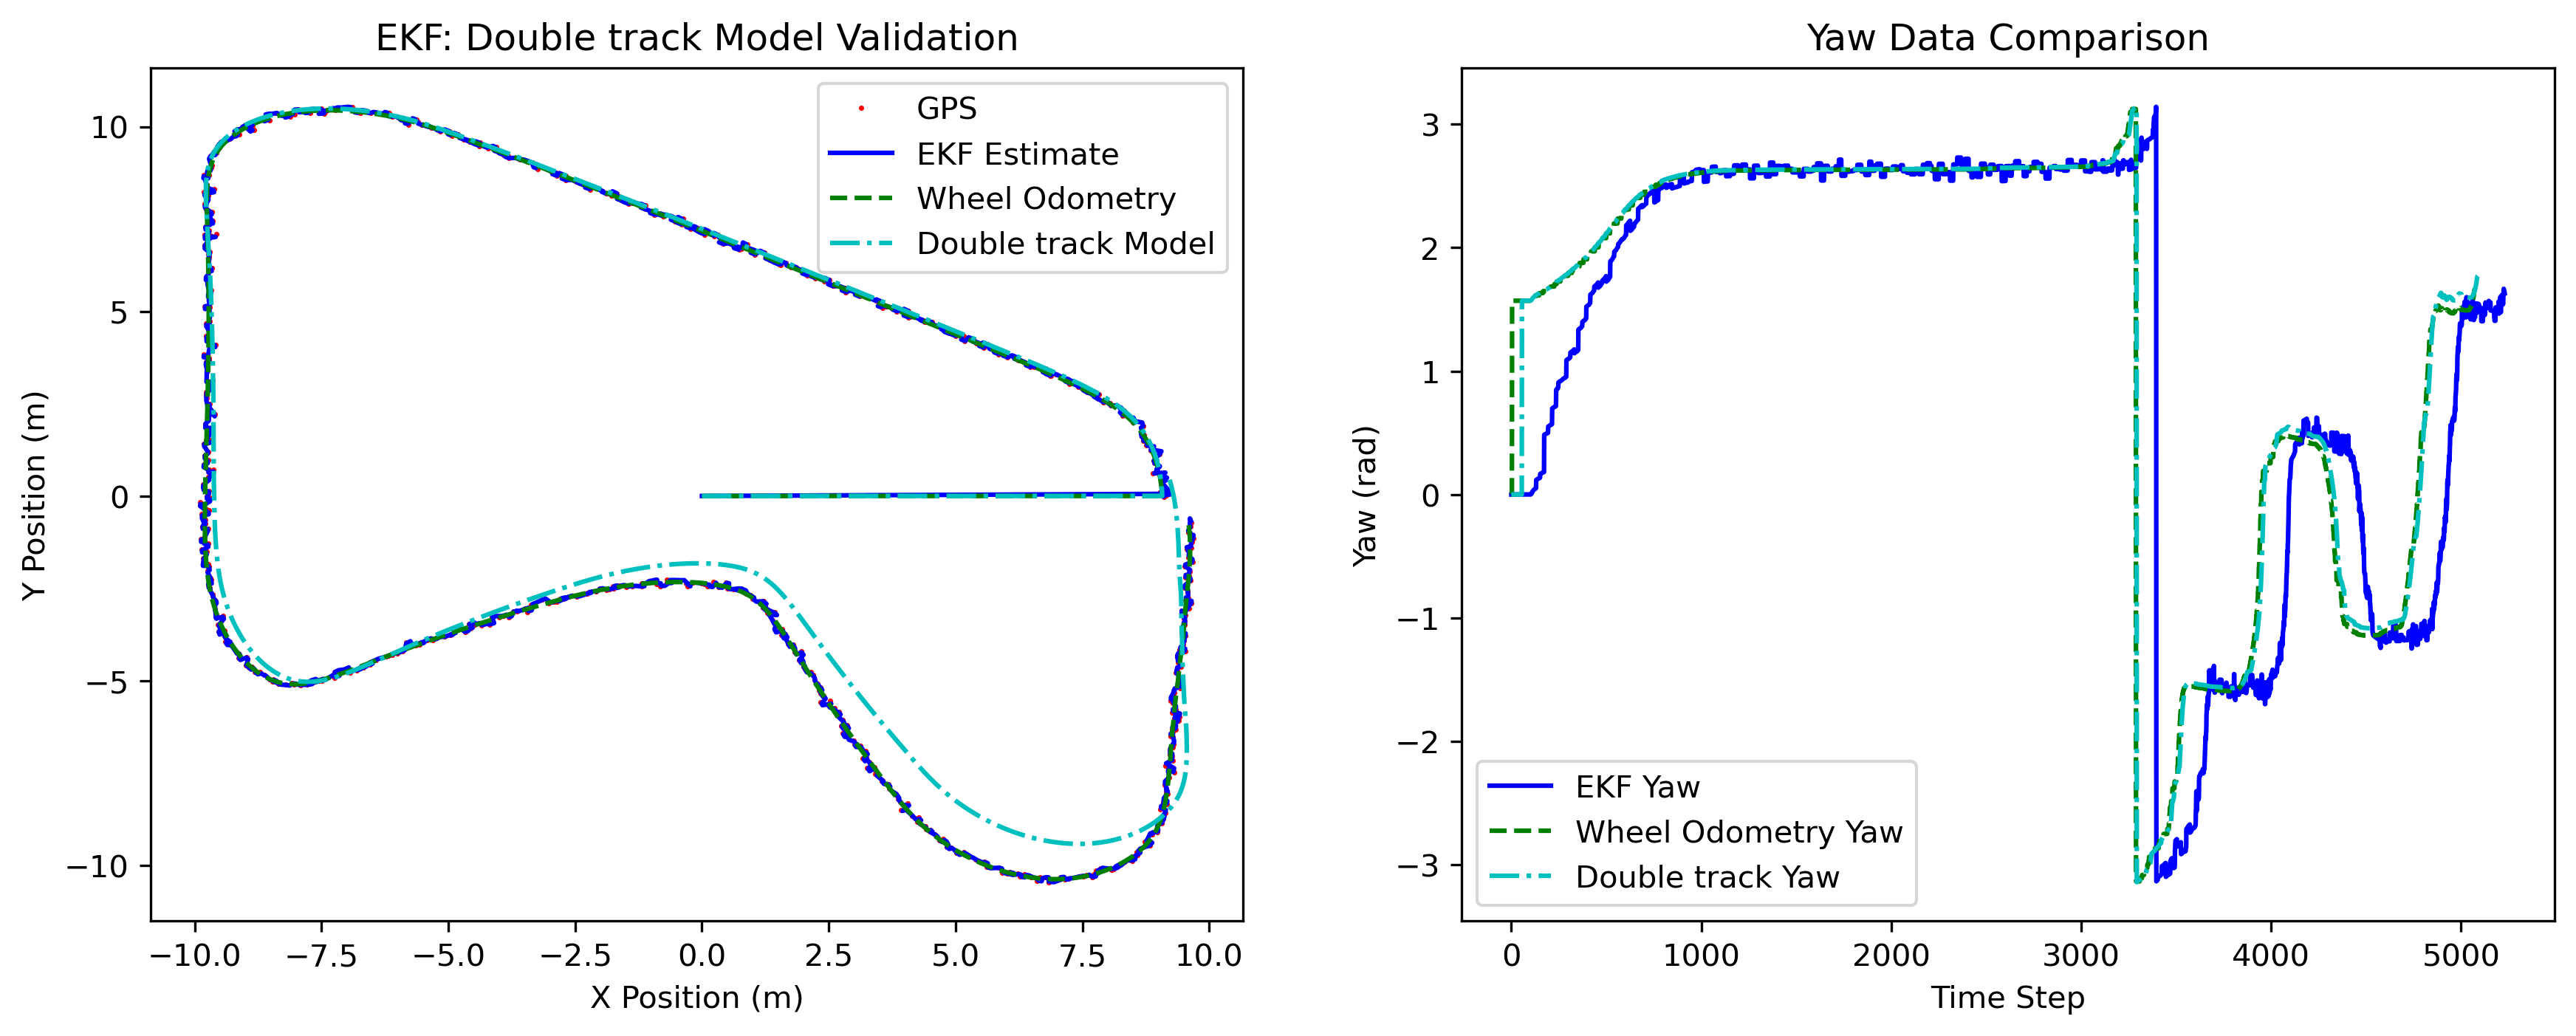 EKF: Double track Model Validation
GPS
EKF Estimate
Wheel Odometry
Double track Model
10
5
0
−5
−10
Y Position (m)
−10.0 −7.5 −5.0 −2.5 0.0 2.5 5.0 7.5 10.0
X Position (m)
Yaw Data Comparison
3
2
1
0
−1
−2
−3
Yaw (rad)
EKF Yaw
Wheel Odometry Yaw
Double track Yaw
0 1000 2000 3000 4000 5000
Time Step